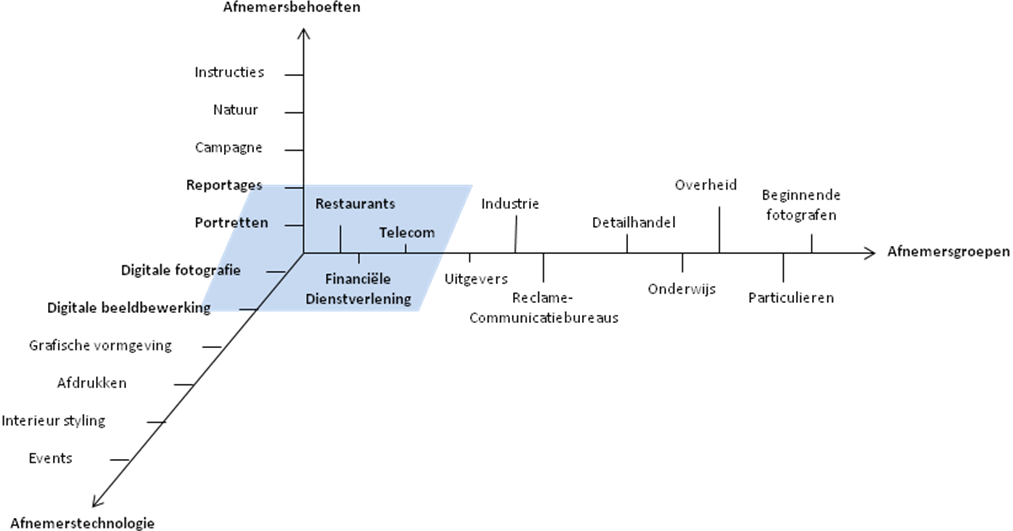 Afnemersbehoeften
Instructies
Natuur
Campagne
Reportages
Portretten
Restaurants
Telecom
Industrie
Detailhandel
Overheid
Beginnende
fotografen
Afnemersgroepen
Financiële
Dienstverlening
Uitgevers
Reclame-
Communicatiebureaus
Onderwijs
Particulieren
Digitale fotografie
Digitale beeldbewerking
Grafische vormgeving
Afdrukken
Interieur styling
Events
Afnemerstechnologie